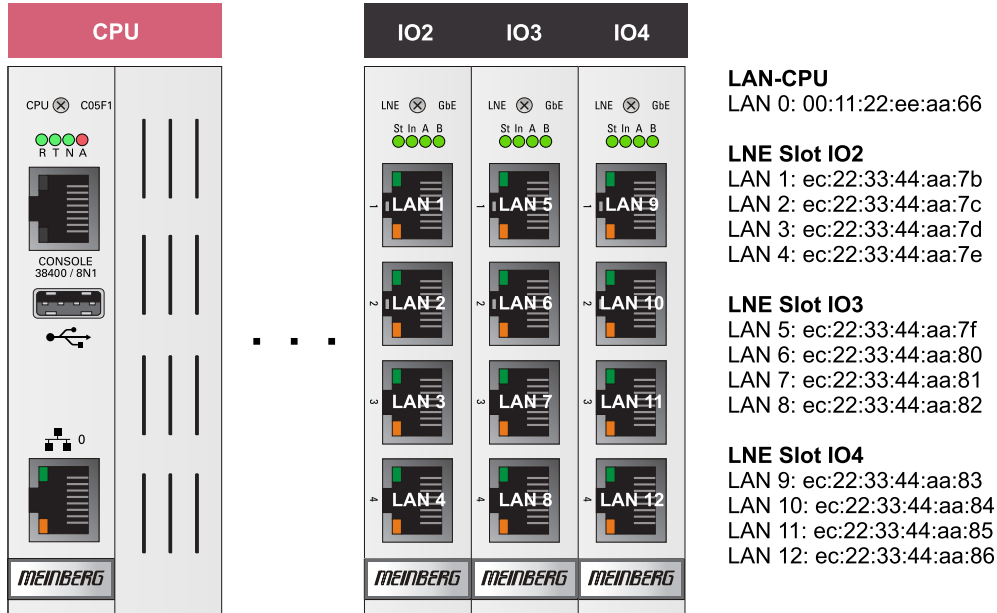 CPU
IO2 IO3 IO4
CPU C05F1
R T N A
CONSOLE
38400 / 8N1
0
MEINBERG
. . .
LNE GbE
St In A B
1 LAN 1
2 LAN 2
3 LAN 3
4 LAN 4
MEINBERG
LNE GbE
St In A B
1 LAN 5
2 LAN 6
3 LAN 7
4 LAN 8
MEINBERG
LNE GbE
St In A B
1 LAN 9
2 LAN 10
3 LAN 11
4 LAN 12
MEINBERG
LAN-CPU
LAN 0: 00:11:22:ee:aa:66
LNE Slot IO2
LAN 1: ec:22:33:44:aa:7b
LAN 2: ec:22:33:44:aa:7c
LAN 3: ec:22:33:44:aa:7d
LAN 4: ec:22:33:44:aa:7e
LNE Slot IO3
LAN 5: ec:22:33:44:aa:7f
LAN 6: ec:22:33:44:aa:80
LAN 7: ec:22:33:44:aa:81
LAN 8: ec:22:33:44:aa:82
LNE Slot IO4
LAN 9: ec:22:33:44:aa:83
LAN 10: ec:22:33:44:aa:84
LAN 11: ec:22:33:44:aa:85
LAN 12: ec:22:33:44:aa:86